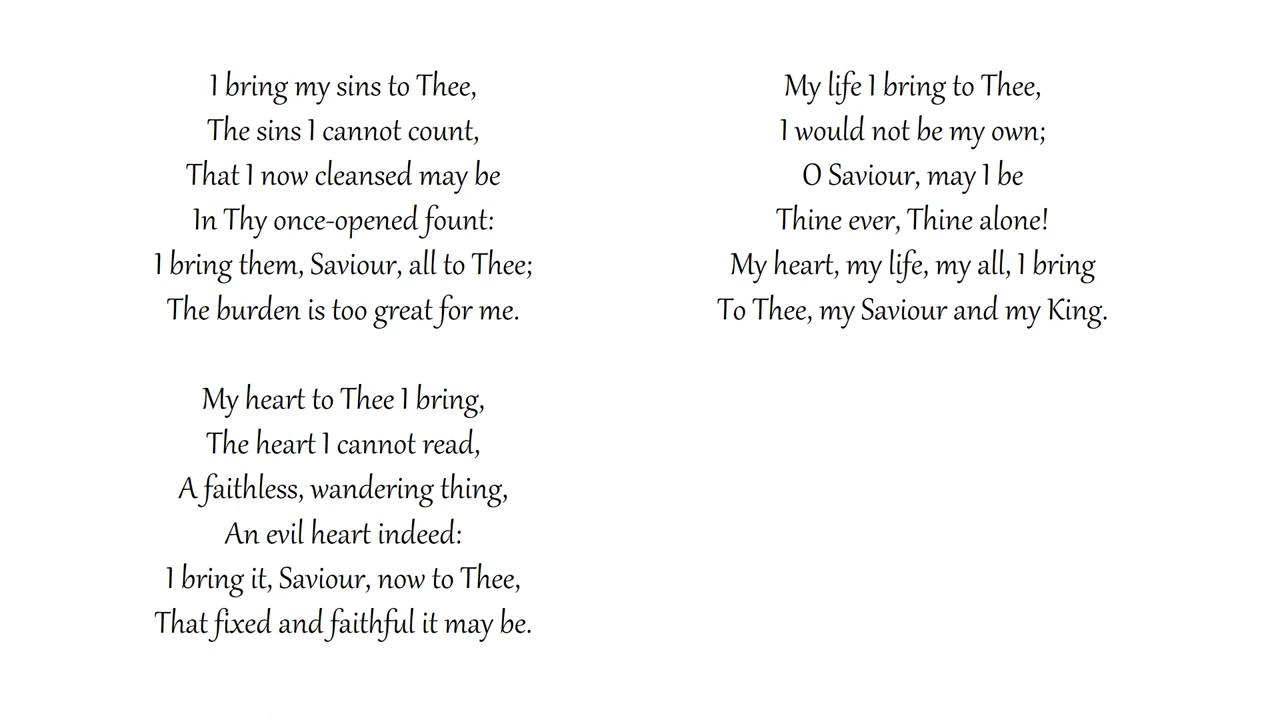 I bring my sins to Thee,
The sins I cannot count,
That I now cleansed may be
In Thy once-opened fount:
I bring them, Saviour, all to Thee;
The burden is too great for me.
My heart to Thee I bring,
The heart I cannot read,
A faithless, wandering thing,
An evil heart indeed:
I bring it, Saviour, now to Thee,
That fixed and faithful it may be.
My life I bring to Thee,
I would not be my own;
O Saviour, may I be
Thine ever, Thine alone!
My heart, my life, my all, I bring
To Thee, my Saviour and my King.